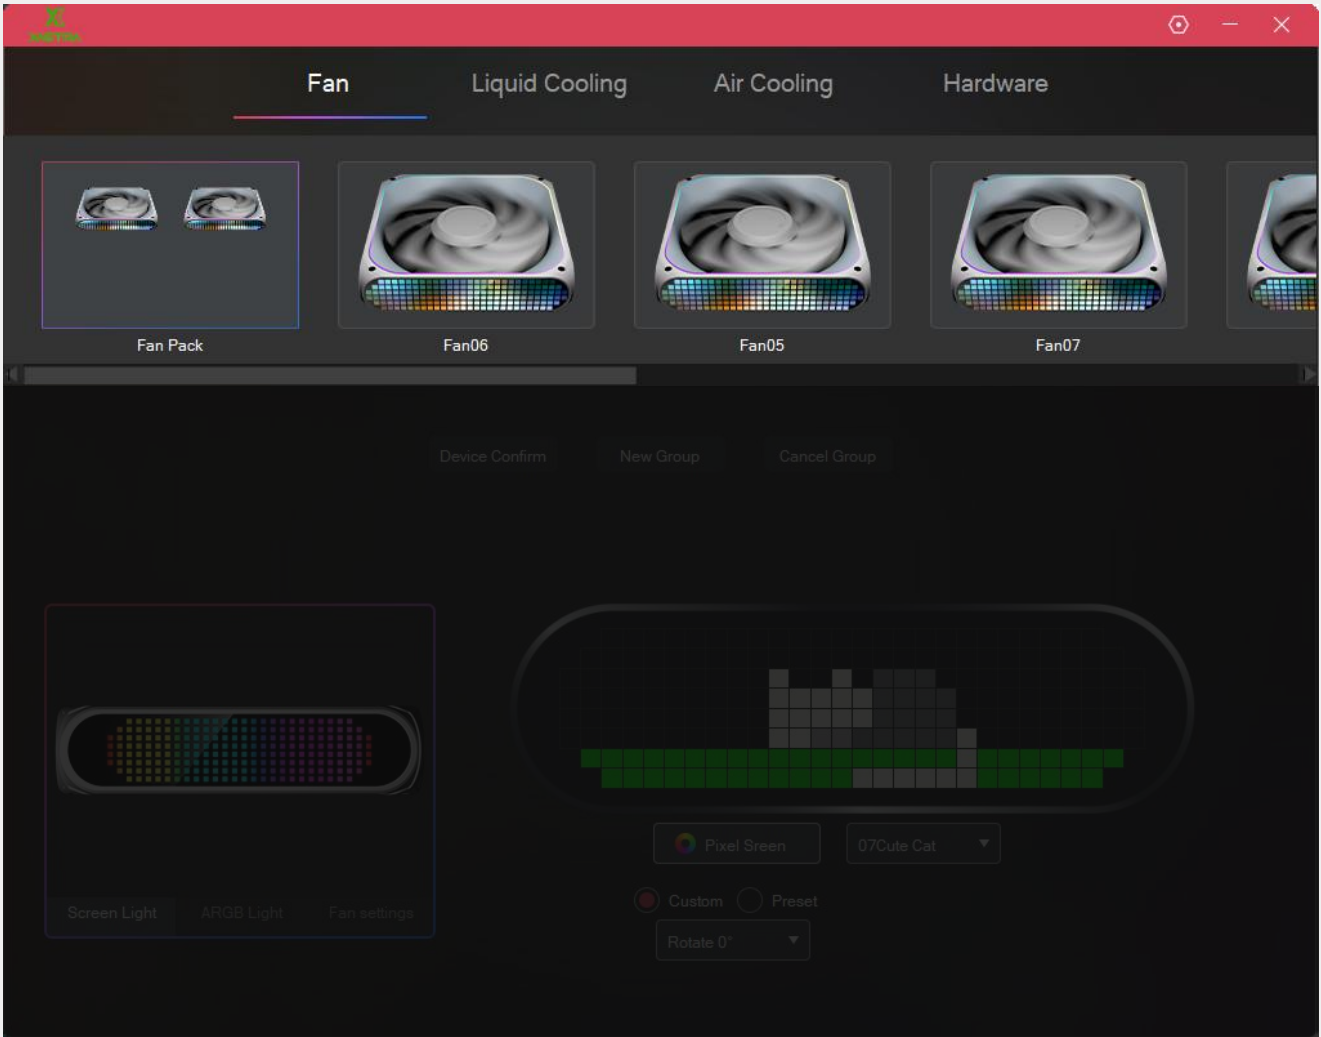 Fan
Liquid Cooling
Air Cooling
Hardware
Fan Pack
Fan06
Fan05
Fan07
Device Confirm
New Group
Cancel Group
Pixel Sreen
07Cute Cat
Custom
Preset
Screen Light
ARGB Light
Fan settings
Rotate 0°